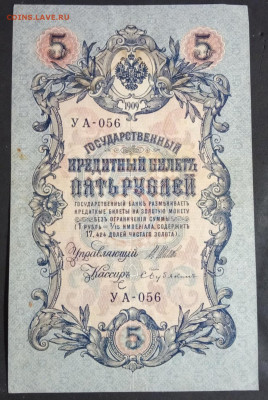 COINS.LAVE.RU
5 5
1909
УА-056
ГОСУДАРСТВЕННЫЙ
КРЕДИТНЫЙ БИЛЕТЪ
ПЯТЬ РУБЛЕЙ
ГОСУДАРСТВЕННЫЙ БАНКЪ РАЗМѢНИВАЕТЪ
КРЕДИТНЫЕ БИЛЕТЫ НА ЗОЛОТУЮ МОНЕТУ
БЕЗЪ ОГРАНИЧЕНІЯ СУММЫ
(1 РУБЛЬ = 1/15 ИМПЕРІАЛА, СОДЕРЖИТЪ
17,424 ДОЛЕЙ ЧИСТАГО ЗОЛОТА).
Управляющій
Кассиръ
УА-056
5